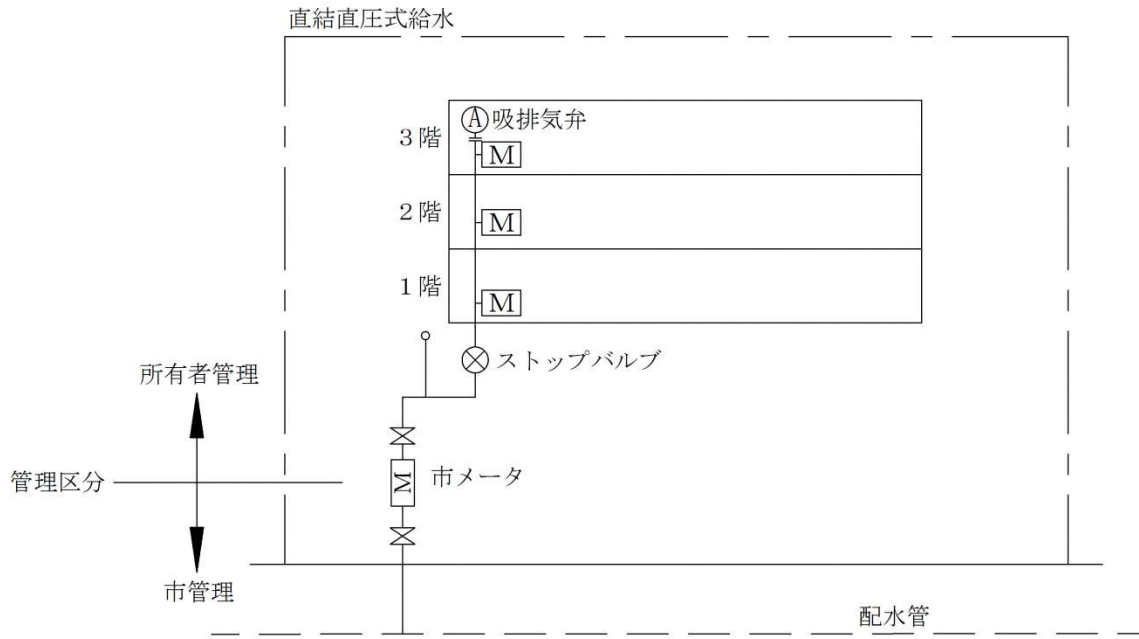 直結直圧式給水
A 吸排気弁
3階
M
2階
M
1階
M
ストップバルブ
所有者管理
管理区分
M
市メータ
市管理
配水管